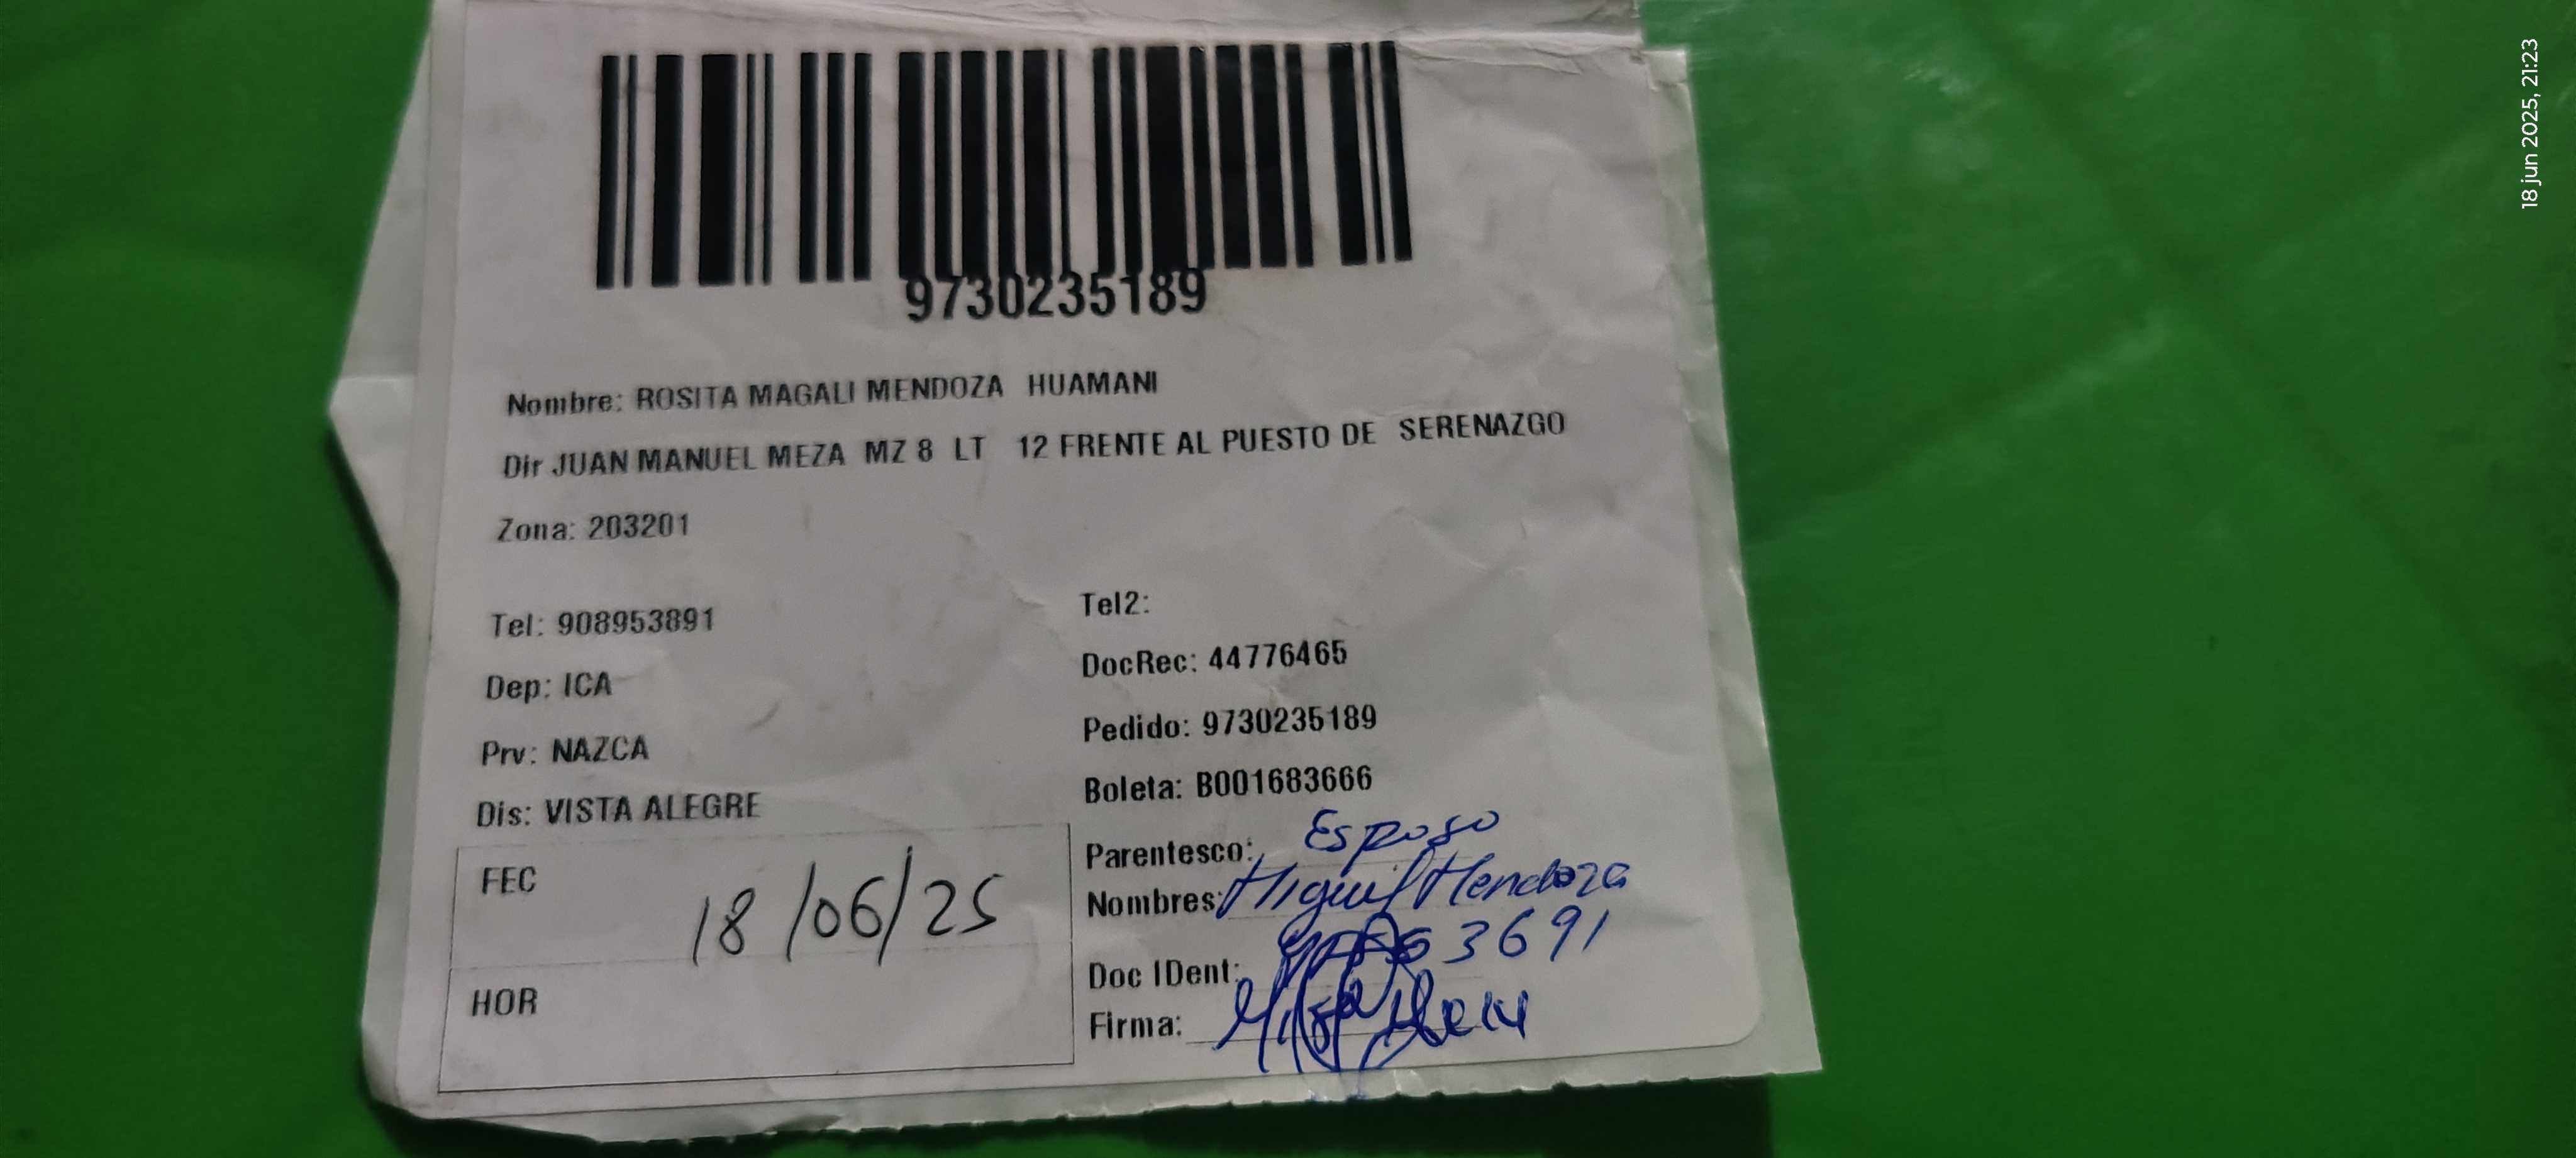 9730235189
Nombre: ROSITA MAGALI MENDOZA HUAMANI
Dir JUAN MANUEL MEZA MZ 8 LT 12 FRENTE AL PUESTO DE SERENAZGO
Zona: 203201
Tel: 908953891
Dep: ICA
Prv: NAZCA
Dis: VISTA ALEGRE
FEC 18/06/25
HOR
Tel2:
DocRec: 44776465
Pedido: 9730235189
Boleta: B001683666
Parentesco: Esposo
Nombres: Miguel Mendoza
Doc IDent: 3691
Firma:
18 jun 2025, 21:23